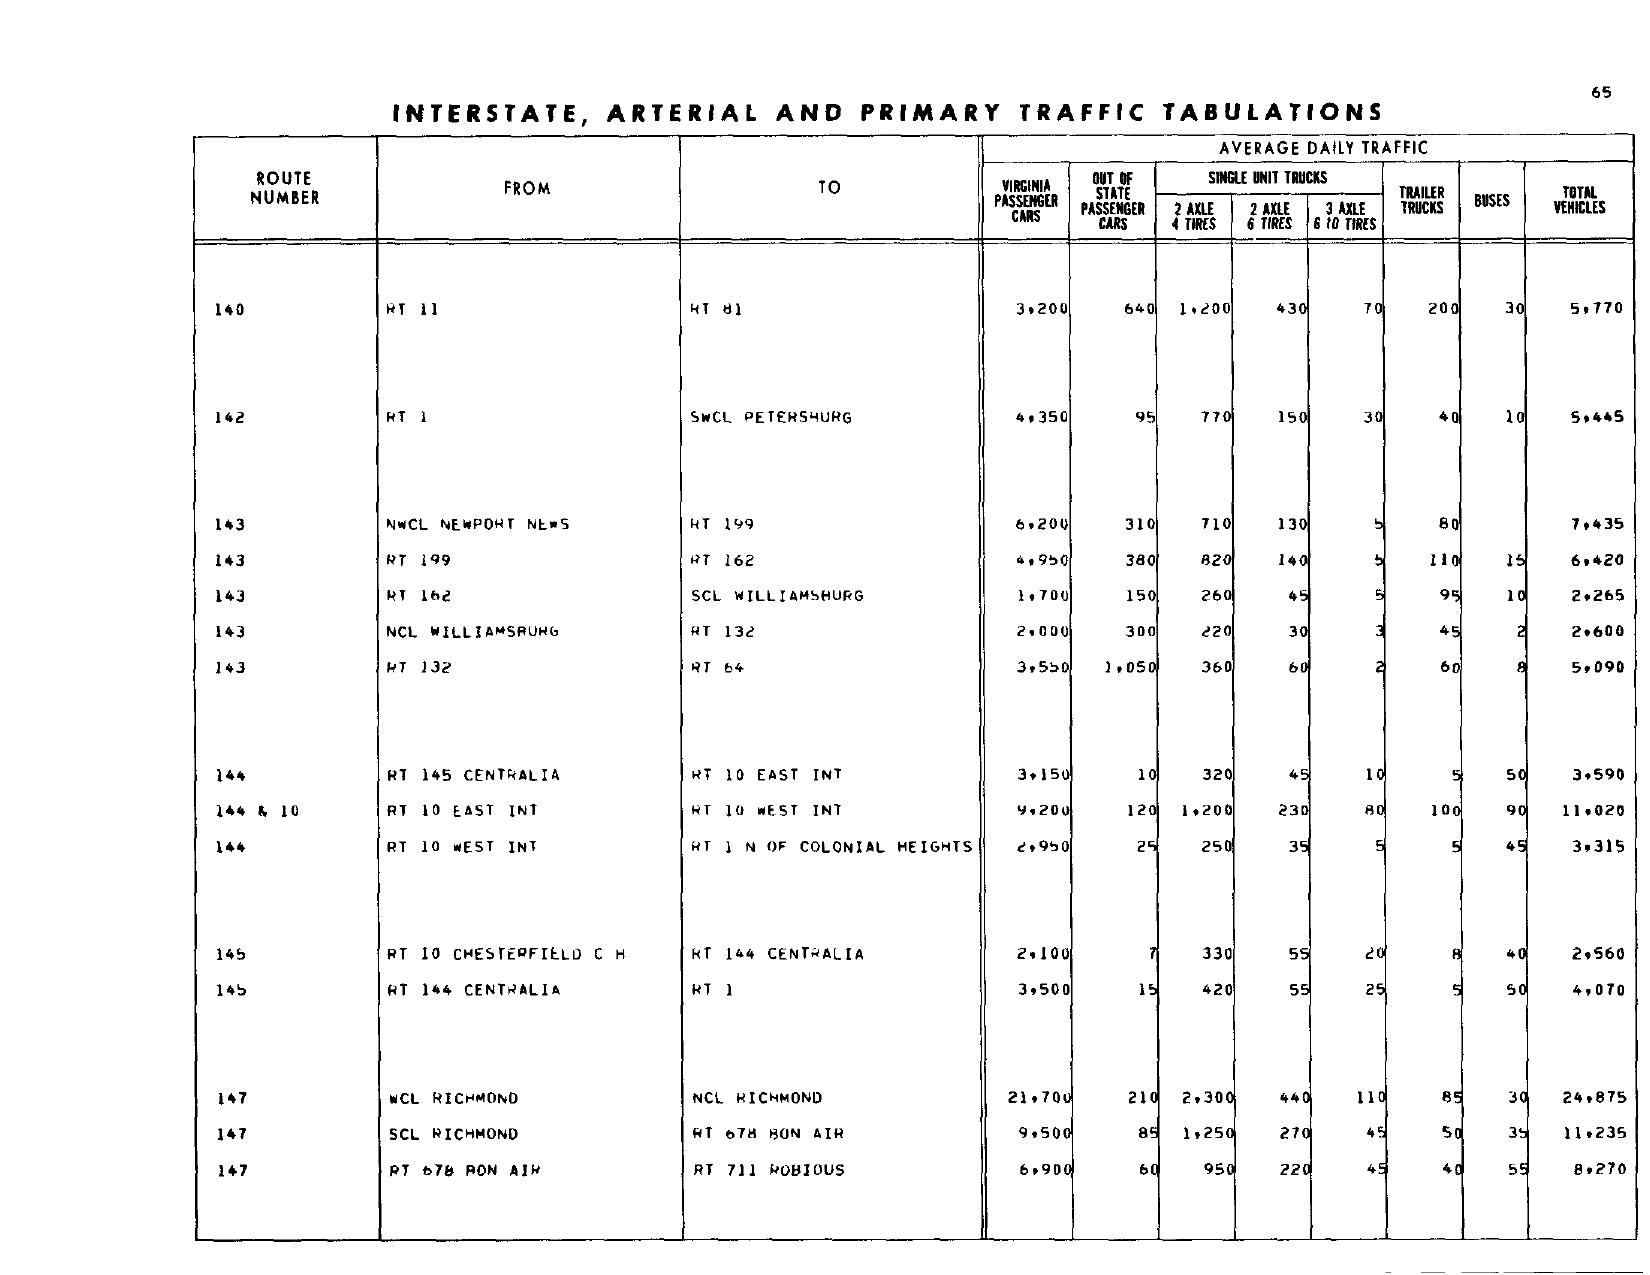 65
INTERSTATE, ARTERIAL AND PRIMARY TRAFFIC TABULATIONS
ROUTE NUMBER FROM TO AVERAGE DAILY TRAFFIC
VIRGINIA PASSENGER CARS OUT OF STATE PASSENGER CARS SINGLE UNIT TRUCKS 2 AXLE 4 TIRES 2 AXLE 6 TIRES 3 AXLE 6 TO TIRES TRAILER TRUCKS BUSES TOTAL VEHICLES
140 RT 11 RT 81 3,200 640 1,200 430 70 200 30 5,770
142 RT 1 SWCL PETERSBURG 4,350 95 770 150 30 40 10 5,445
143 NWCL NEWPORT NEWS RT 199 6,200 310 710 130 5 80 7,435
143 RT 199 RT 162 4,950 380 820 140 5 110 15 6,420
143 RT 162 SCL WILLIAMSBURG 1,700 150 260 45 5 95 10 2,265
143 NCL WILLIAMSBURG RT 132 2,000 300 220 30 3 45 2 2,600
143 RT 132 RT 64 3,550 1,050 360 60 2 60 8 5,090
144 RT 145 CENTRALIA RT 10 EAST INT 3,150 10 320 45 10 5 50 3,590
144 & 10 RT 10 EAST INT RT 10 WEST INT 9,200 120 1,200 230 80 100 90 11,020
144 RT 10 WEST INT RT 1 N OF COLONIAL HEIGHTS 2,950 25 250 35 5 5 45 3,315
145 RT 10 CHESTERFIELD C H RT 144 CENTRALIA 2,100 7 330 55 20 8 40 2,560
145 RT 144 CENTRALIA RT 1 3,500 15 420 55 25 5 50 4,070
147 WCL RICHMOND NCL RICHMOND 21,700 210 2,300 440 110 85 30 24,875
147 SCL RICHMOND RT 678 BON AIR 9,500 85 1,250 270 45 50 35 11,235
147 RT 678 BON AIR RT 711 ROBIOUS 6,900 60 950 220 45 40 55 8,270